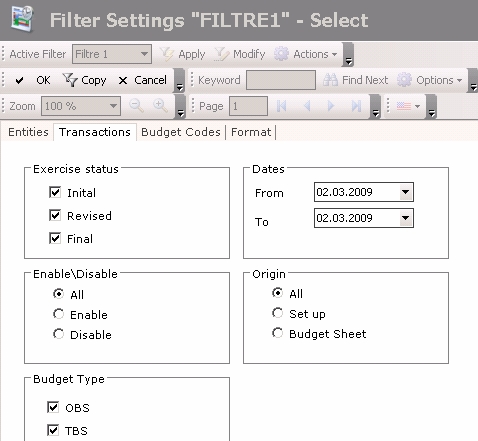 Filter Settings "FILTRE1" - Select
Active Filter Filtre 1 Apply Modify Actions
OK Copy Cancel Keyword Find Next Options
Zoom 100 % Page 1
Entities Transactions Budget Codes Format
Exercise status
Inital
Revised
Final
Dates
From 02.03.2009
To 02.03.2009
Enable\Disable
All
Enable
Disable
Origin
All
Set up
Budget Sheet
Budget Type
OBS
TBS